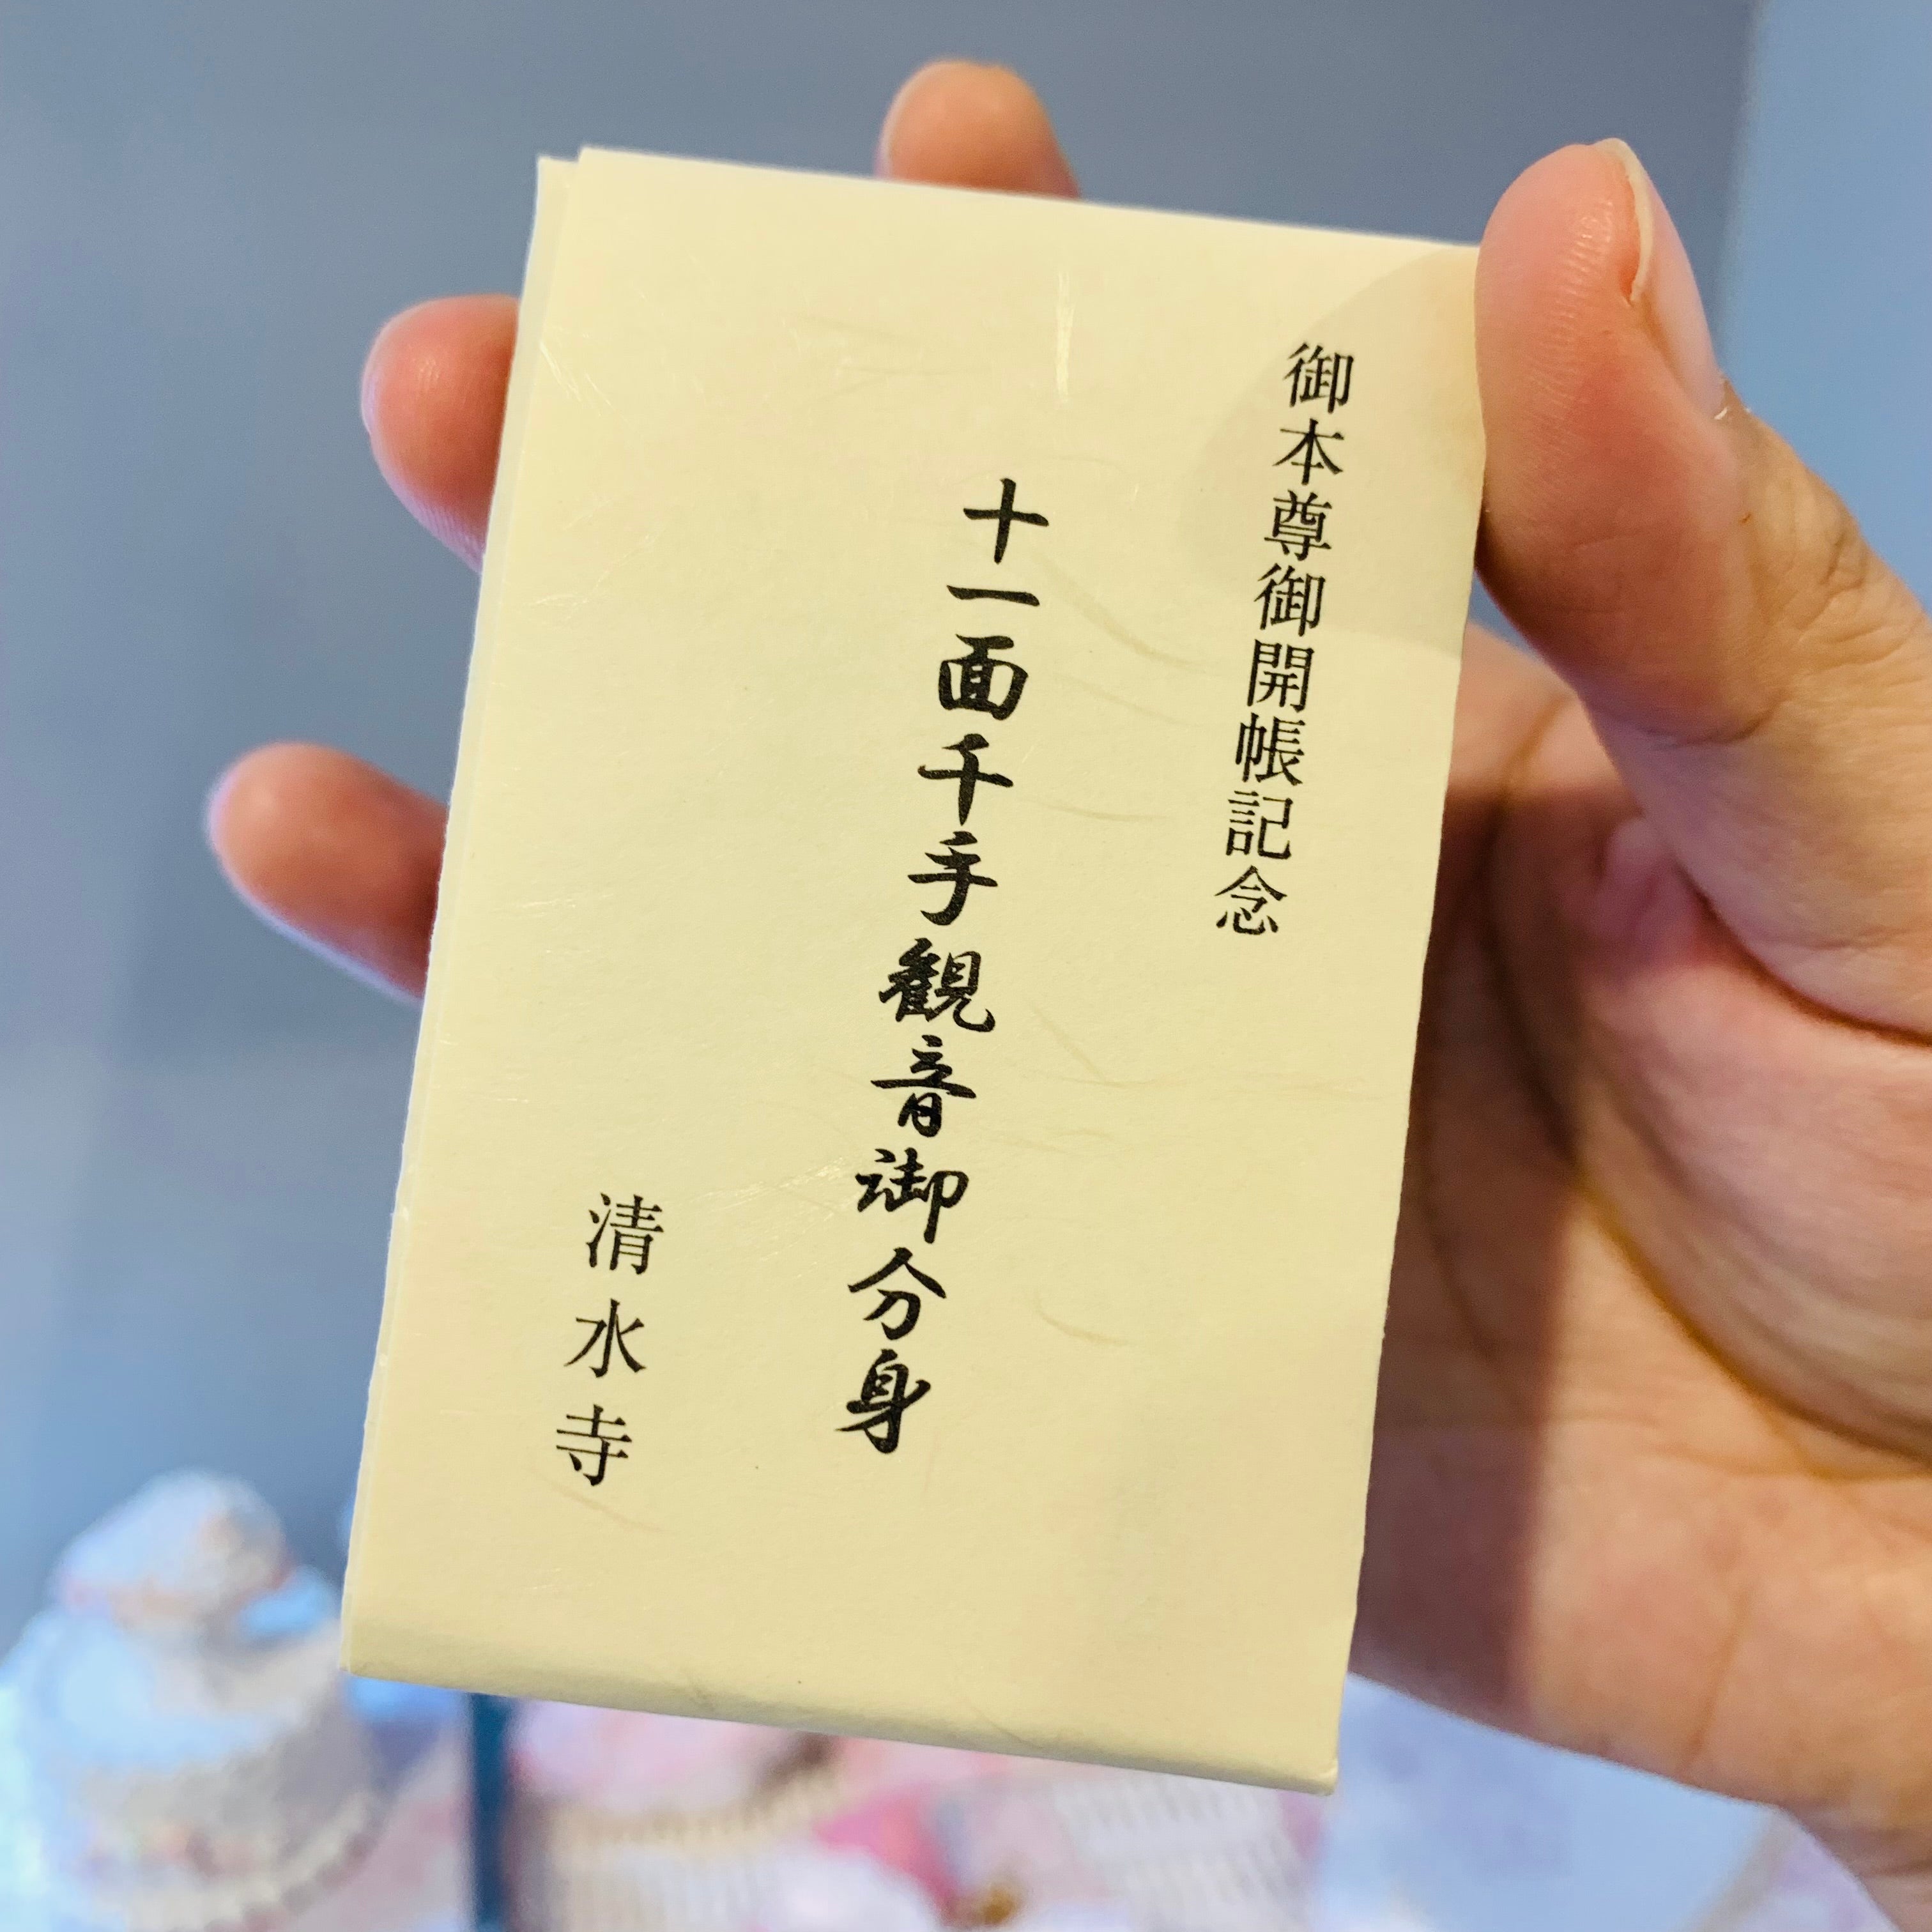 御本尊御開帳記念
十一面千手観音御分身
清水寺